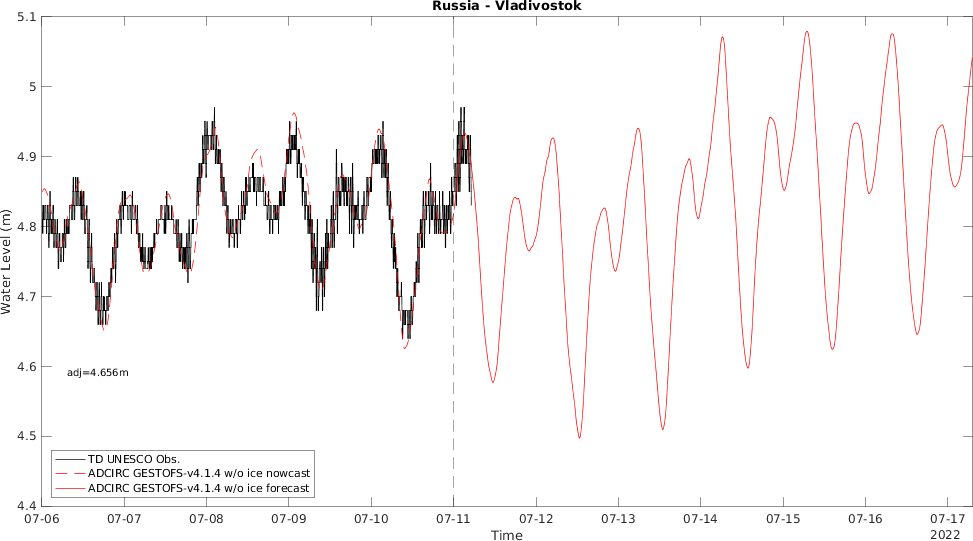 Russia - Vladivostok
5.1
5
4.9
4.8
4.7
4.6
4.5
4.4
Water Level (m)
adj=4.656m
TD UNESCO Obs.
ADCIRC GESTOFS-v4.1.4 w/o ice nowcast
ADCIRC GESTOFS-v4.1.4 w/o ice forecast
07-06 07-07 07-08 07-09 07-10 07-11 07-12 07-13 07-14 07-15 07-16 07-17
Time
2022